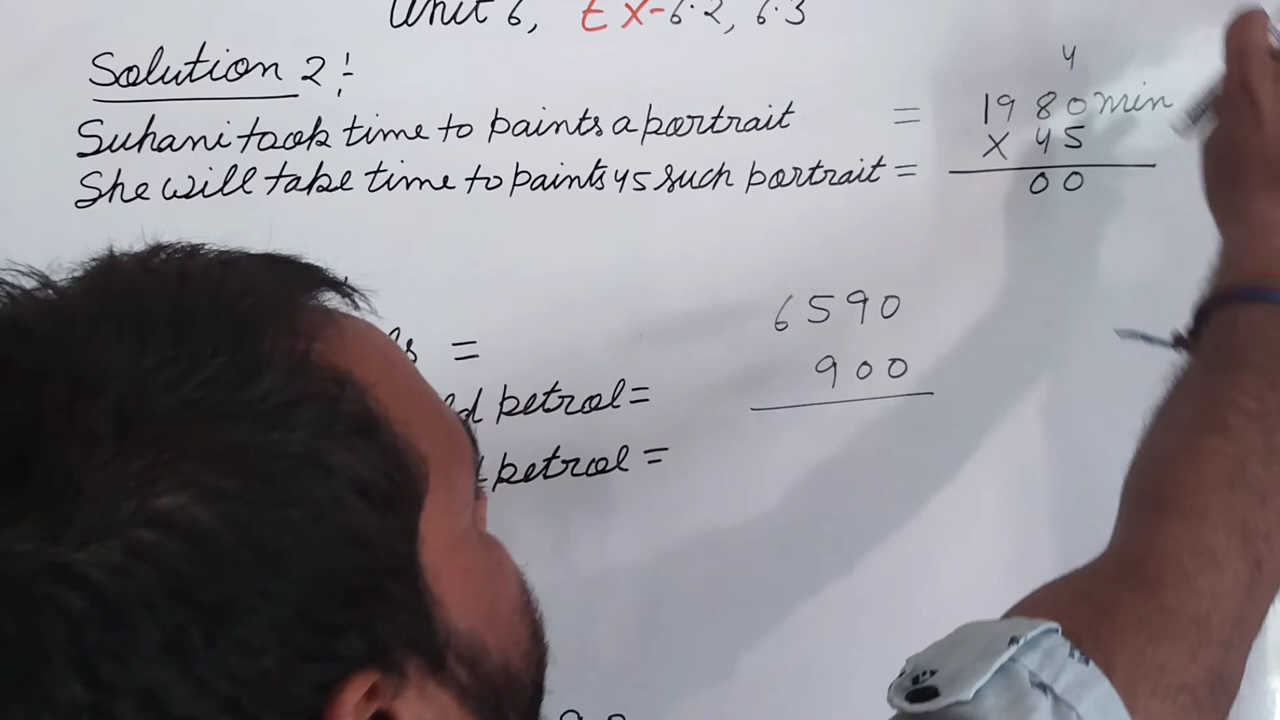 Unit 6, Ex-6.2, 6.3
Solution 2:-
4
Suhani took time to paints a portrait = 1980 min
X 45
She will take time to paints 45 such portrait =
00
=
6590
petrol =
900
petrol =